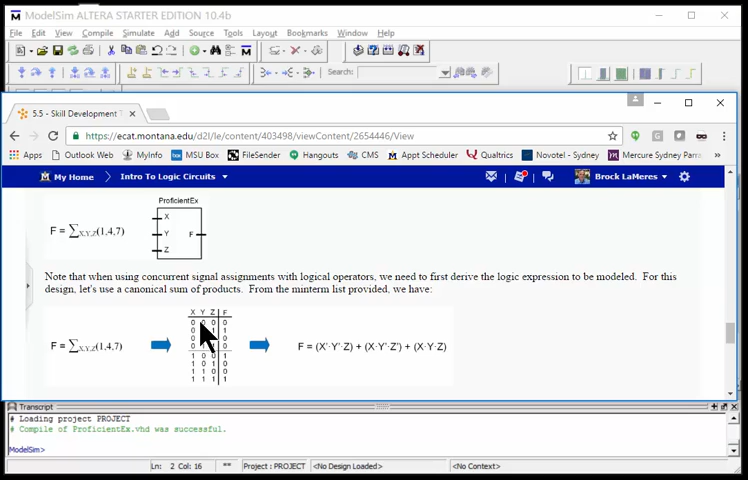 ModelSim ALTERA STARTER EDITION 10.4b
File Edit View Compile Simulate Add Source Tools Layout Bookmarks Window Help
Search:
5.5 - Skill Development T
https://ecat.montana.edu/d2l/le/content/403498/viewContent/2654446/View
Apps Outlook Web MyInfo MSU Box FileSender Hangouts CMS Appt Scheduler Qualtrics Novotel - Sydney Mercure Sydney Parra
My Home Intro To Logic Circuits Brock LaMeres
ProficientEx
X
F = ∑X,Y,Z(1,4,7) Y F
Z
Note that when using concurrent signal assignments with logical operators, we need to first derive the logic expression to be modeled. For this
design, let's use a canonical sum of products. From the minterm list provided, we have:
X Y Z F
0 0 0 0
0 1 1
0 0 0
0 1 0
F = ∑X,Y,Z(1,4,7) F = (X'·Y'·Z) + (X·Y'·Z') + (X·Y·Z)
1 0 0 1
1 0 1 0
1 1 0 0
1 1 1 1
Transcript
# Loading project PROJECT
# Compile of ProficientEx.vhd was successful.
ModelSim>
Ln: 2 Col: 16 Project : PROJECT <No Design Loaded> <No Context>